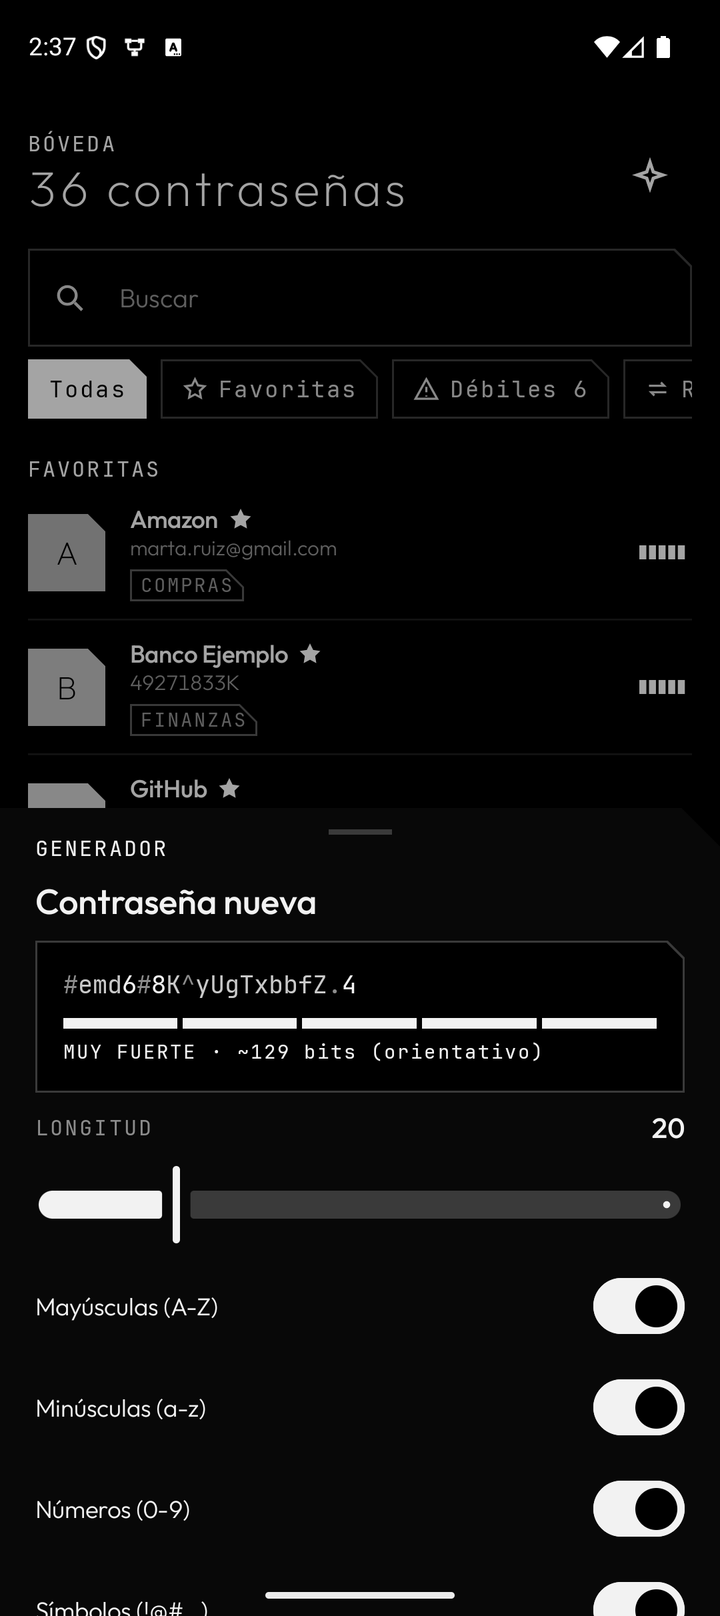 2:37
BÓVEDA
36 contraseñas
Buscar
Todas
Favoritas
Débiles 6
R
FAVORITAS
A
Amazon
marta.ruiz@gmail.com
COMPRAS
B
Banco Ejemplo
49271833K
FINANZAS
GitHub
GENERADOR
Contraseña nueva
#emd6#8K^yUgTxbbfZ.4
MUY FUERTE · ~129 bits (orientativo)
LONGITUD
20
Mayúsculas (A-Z)
Minúsculas (a-z)
Números (0-9)
Símbolos (!@#...)